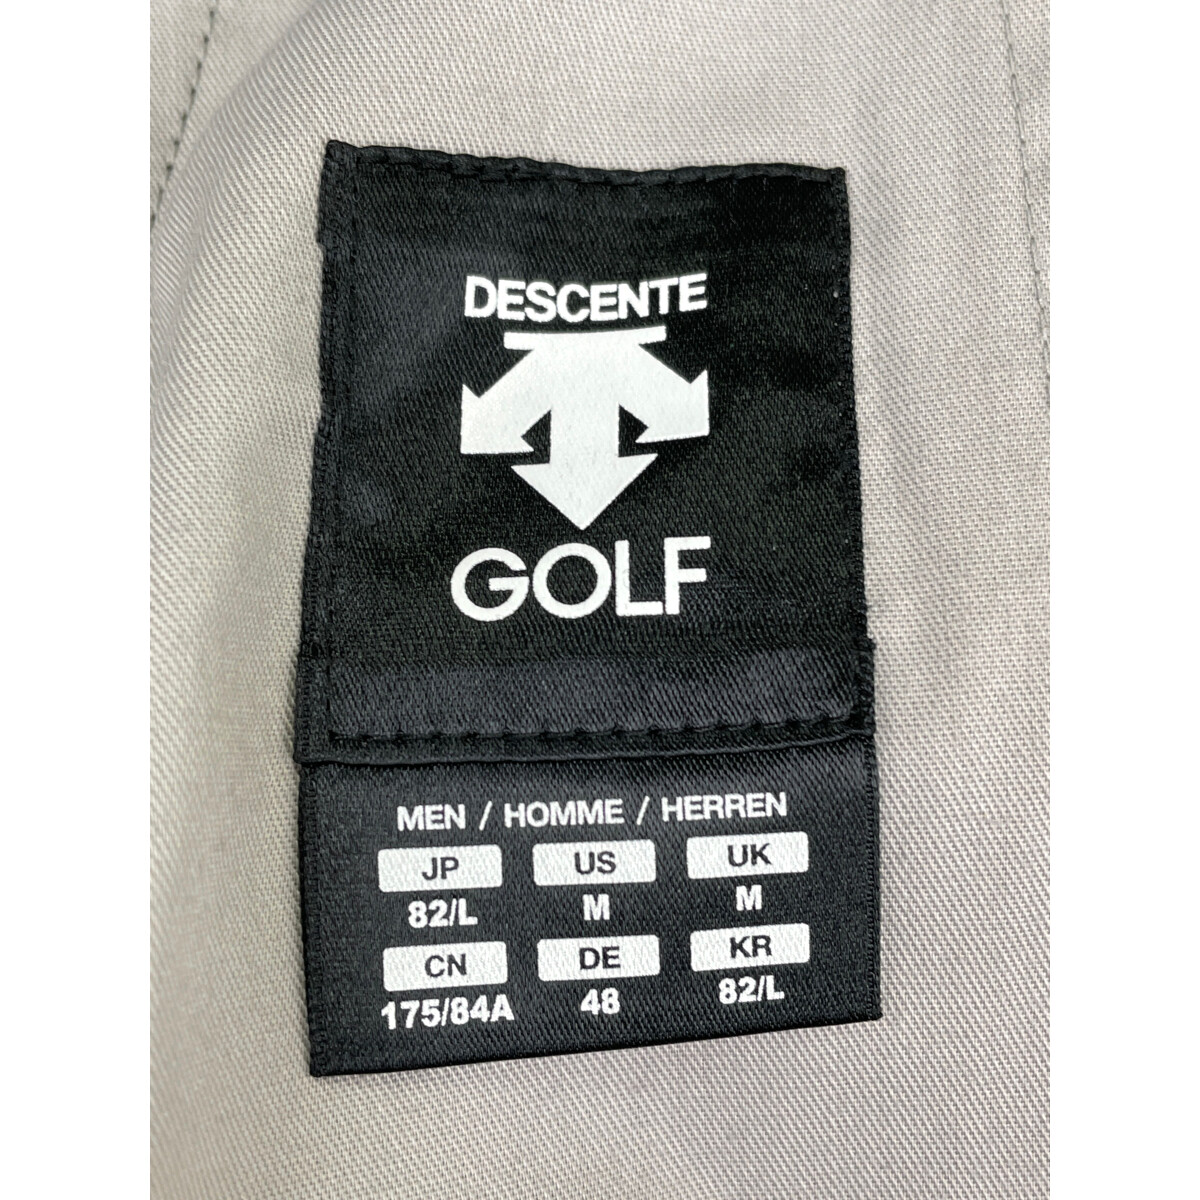 DESCENTE
GOLF
MEN / HOMME / HERREN
JP US UK
82/L M M
CN DE KR
175/84A 48 82/L